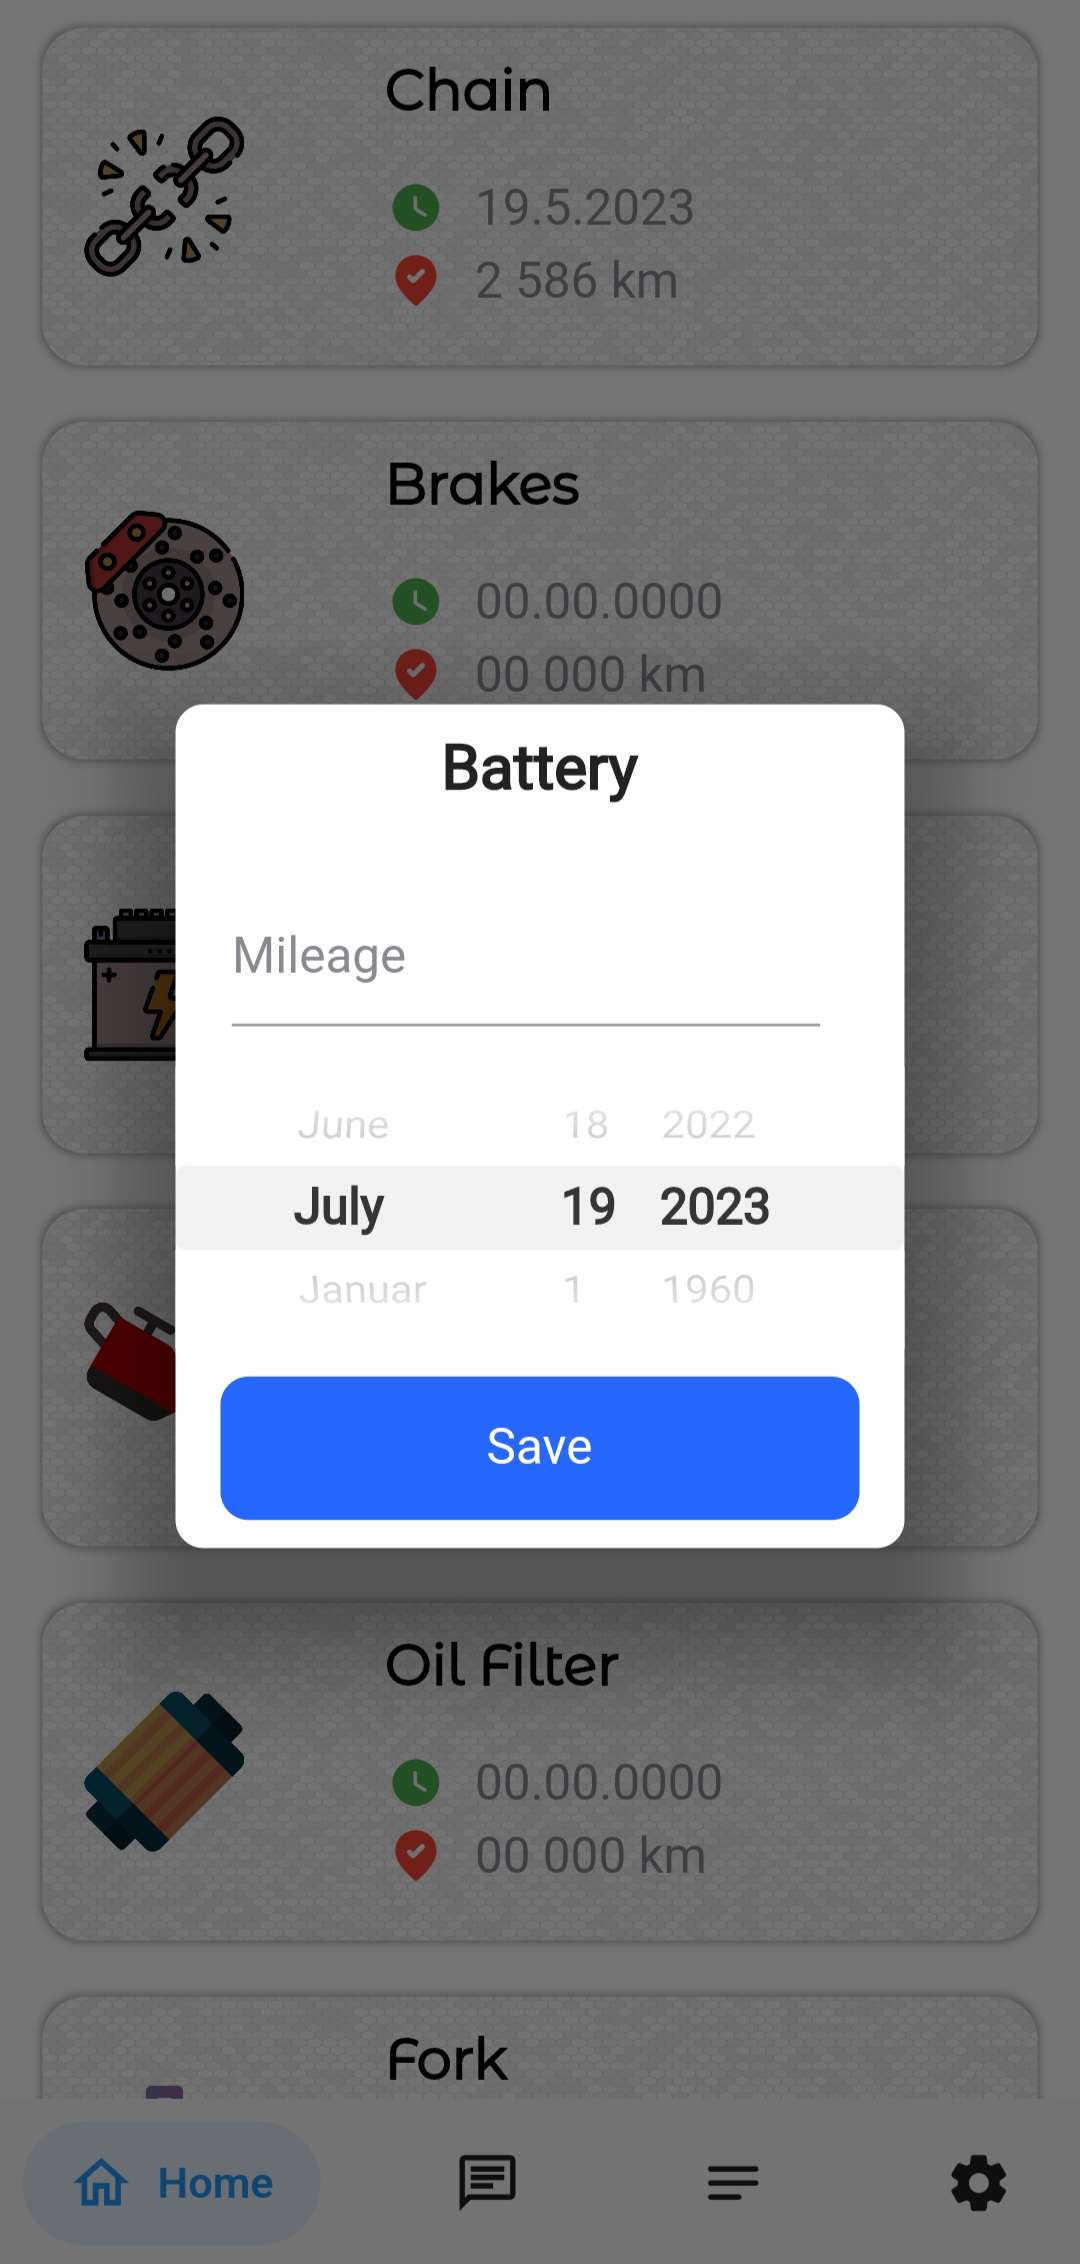 Chain
19.5.2023
2 586 km
Brakes
00.00.0000
00 000 km
Battery
Mileage
June 18 2022
July 19 2023
Januar 1 1960
Save
Oil Filter
00.00.0000
00 000 km
Fork
Home